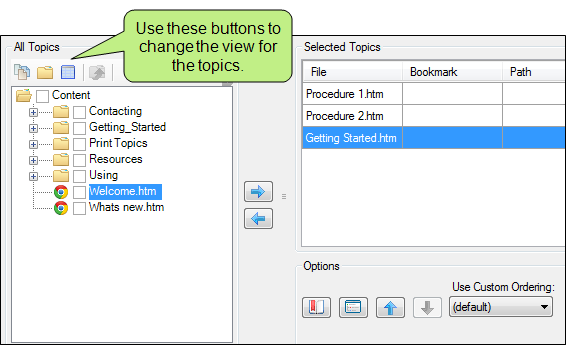 Use these buttons to
change the view for
the topics.
All Topics
Content
Contacting
Getting_Started
Print Topics
Resources
Using
Welcome.htm
Whats new.htm
Selected Topics
File Bookmark Path
Procedure 1.htm
Procedure 2.htm
Getting Started.htm
Options
Use Custom Ordering:
(default)